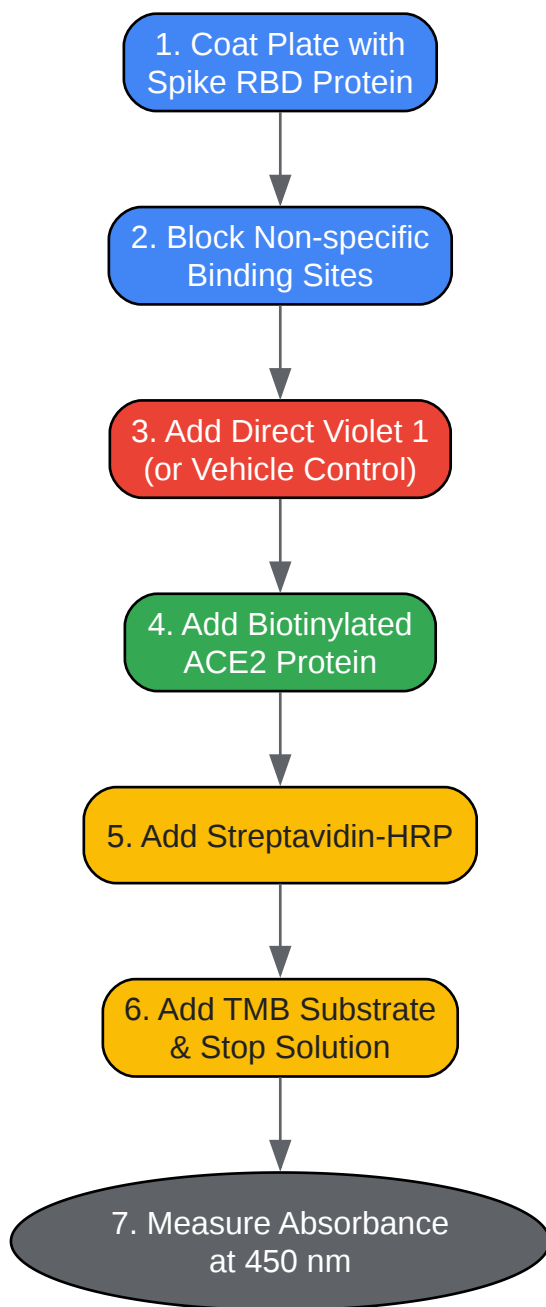 1. Coat Plate with
Spike RBD Protein
2. Block Non-specific
Binding Sites
3. Add Direct Violet 1
(or Vehicle Control)
4. Add Biotinylated
ACE2 Protein
5. Add Streptavidin-HRP
6. Add TMB Substrate
& Stop Solution
7. Measure Absorbance
at 450 nm